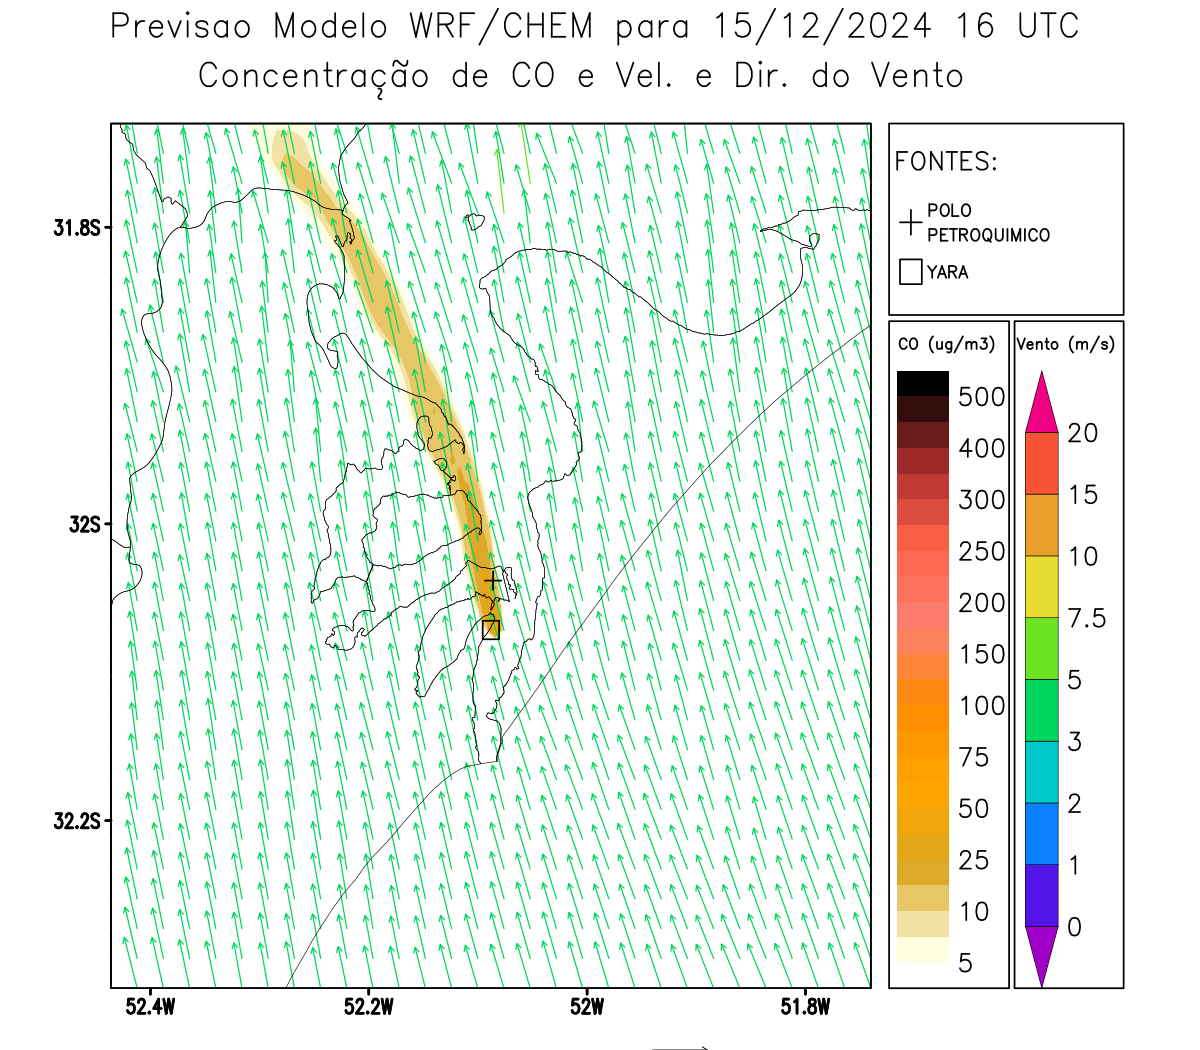 Previsao Modelo WRF/CHEM para 15/12/2024 16 UTC
Concentração de CO e Vel. e Dir. do Vento
FONTES:
POLO
PETROQUIMICO
YARA
CO (ug/m3)
500
400
300
250
200
150
100
75
50
25
10
5
Vento (m/s)
20
15
10
7.5
5
3
2
1
0
31.8S
32S
32.2S
52.4W
52.2W
52W
51.8W